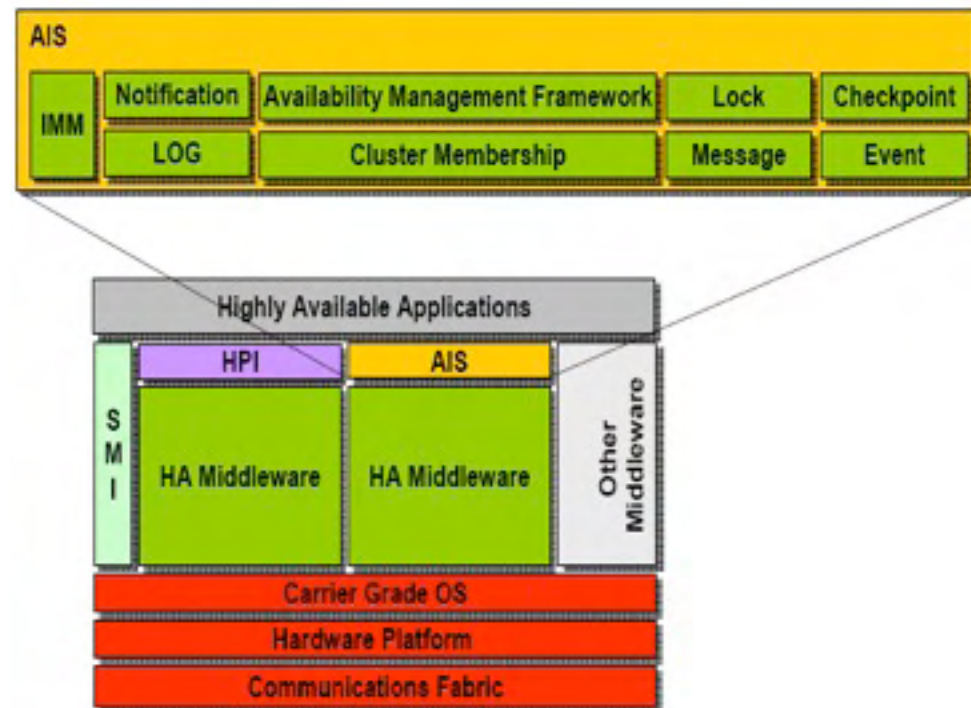 AIS
IMM
Notification
Availability Management Framework
Lock
Checkpoint
LOG
Cluster Membership
Message
Event
Highly Available Applications
SMI
HPI
AIS
HA Middleware
HA Middleware
Other
Middleware
Carrier Grade OS
Hardware Platform
Communications Fabric